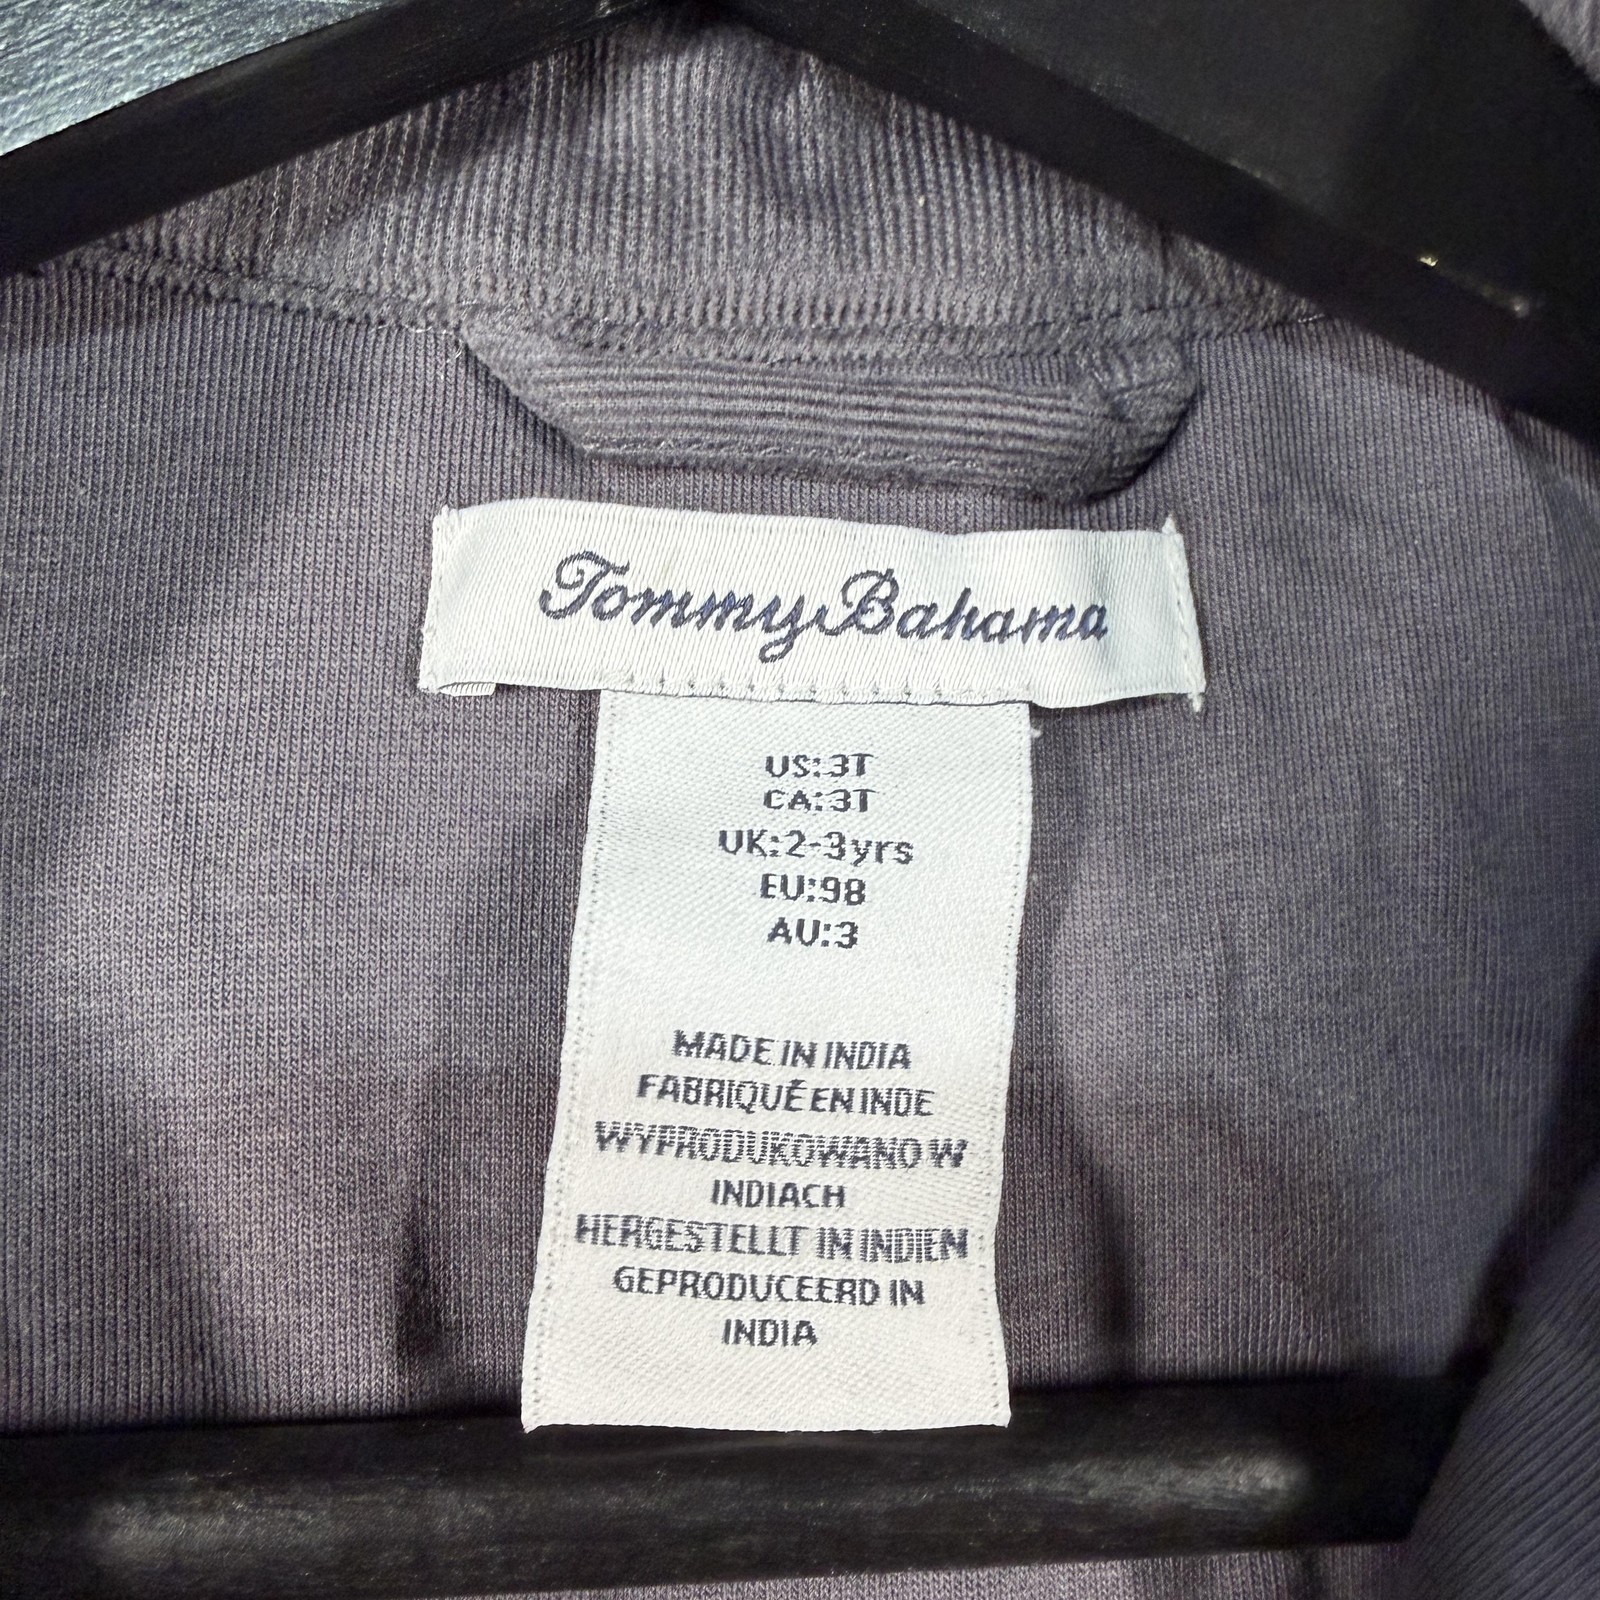 Tommy Bahama
US:3T
CA:3T
UK:2-3yrs
EU:98
AU:3
MADE IN INDIA
FABRIQUÉ EN INDE
WYPRODUKOWANO W
INDIACH
HERGESTELLT IN INDIEN
GEPRODUCEERD IN
INDIA